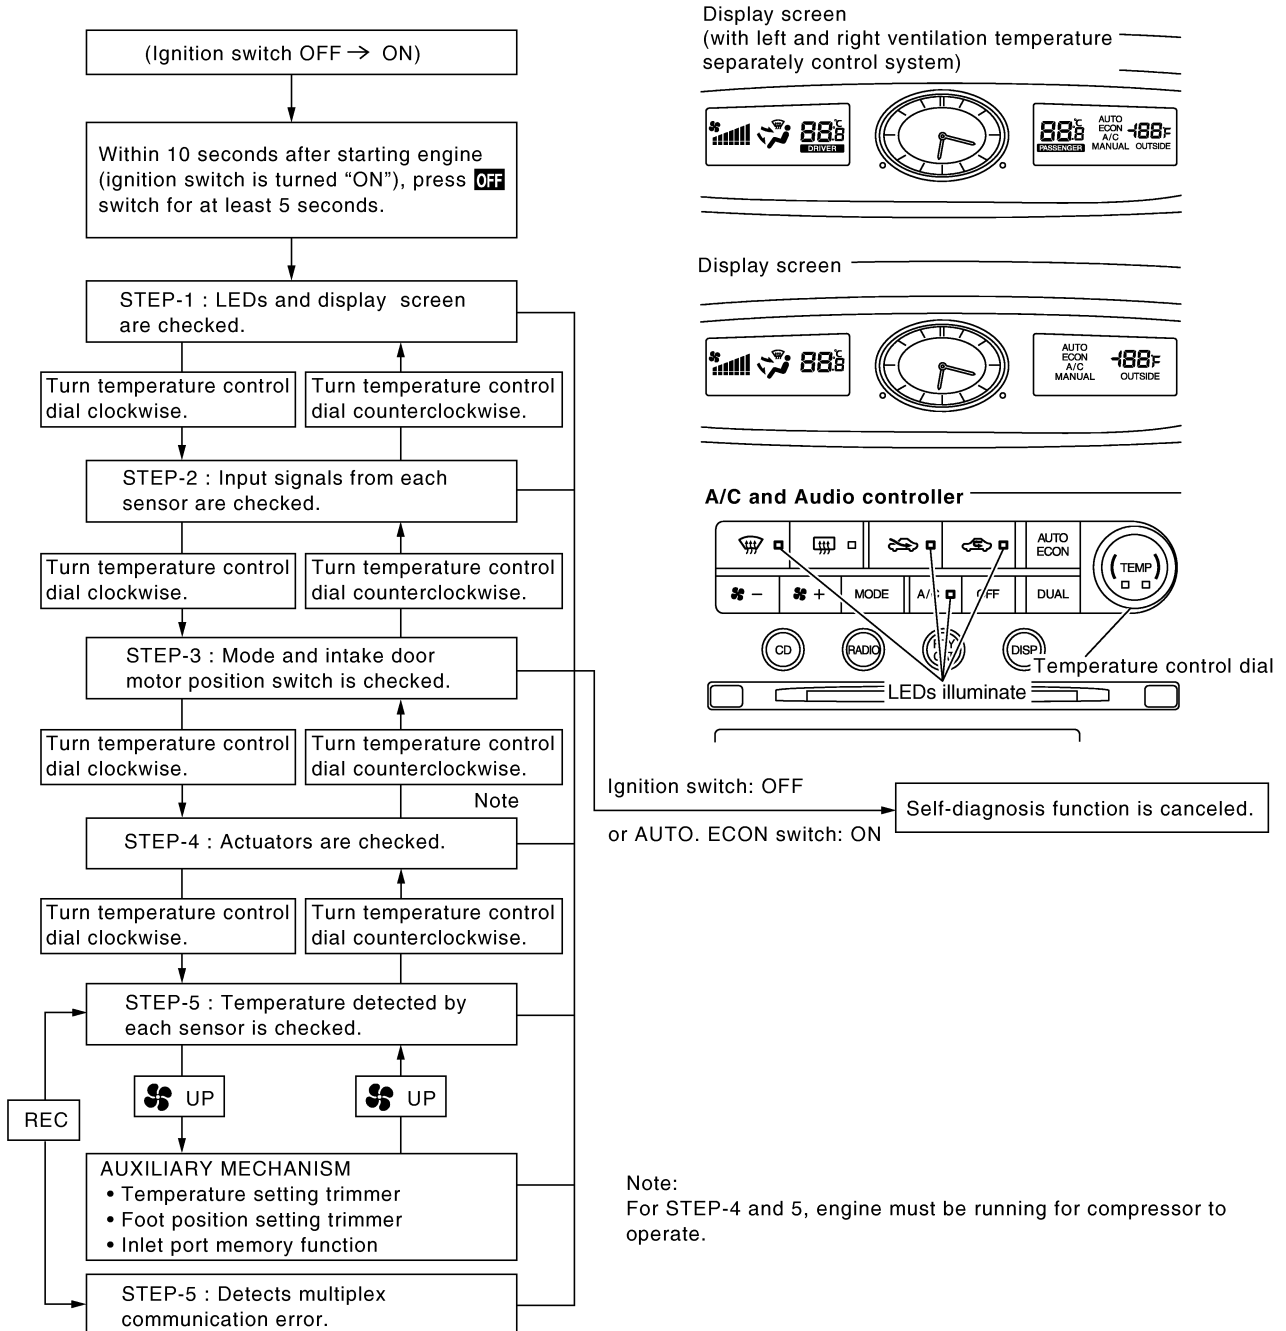 (Ignition switch OFF → ON)
Within 10 seconds after starting engine
(ignition switch is turned “ON”), press OFF
switch for at least 5 seconds.
STEP-1 : LEDs and display screen
are checked.
Turn temperature control
dial clockwise.
Turn temperature control
dial counterclockwise.
STEP-2 : Input signals from each
sensor are checked.
Turn temperature control
dial clockwise.
Turn temperature control
dial counterclockwise.
STEP-3 : Mode and intake door
motor position switch is checked.
Turn temperature control
dial clockwise.
Turn temperature control
dial counterclockwise.
Note
STEP-4 : Actuators are checked.
Turn temperature control
dial clockwise.
Turn temperature control
dial counterclockwise.
STEP-5 : Temperature detected by
each sensor is checked.
UP
UP
REC
AUXILIARY MECHANISM
• Temperature setting trimmer
• Foot position setting trimmer
• Inlet port memory function
STEP-5 : Detects multiplex
communication error.
Display screen
(with left and right ventilation temperature
separately control system)
88.8 °C
DRIVER
88.8 °C
PASSENGER
AUTO
ECON
A/C
MANUAL
-188°F
OUTSIDE
Display screen
88.8 °C
AUTO
ECON
A/C
MANUAL
-188°F
OUTSIDE
A/C and Audio controller
AUTO
ECON
TEMP
−
+
MODE
A/C
OFF
DUAL
CD
RADIO
DISP
Temperature control dial
LEDs illuminate
Ignition switch: OFF
or AUTO. ECON switch: ON
Self-diagnosis function is canceled.
Note:
For STEP-4 and 5, engine must be running for compressor to
operate.